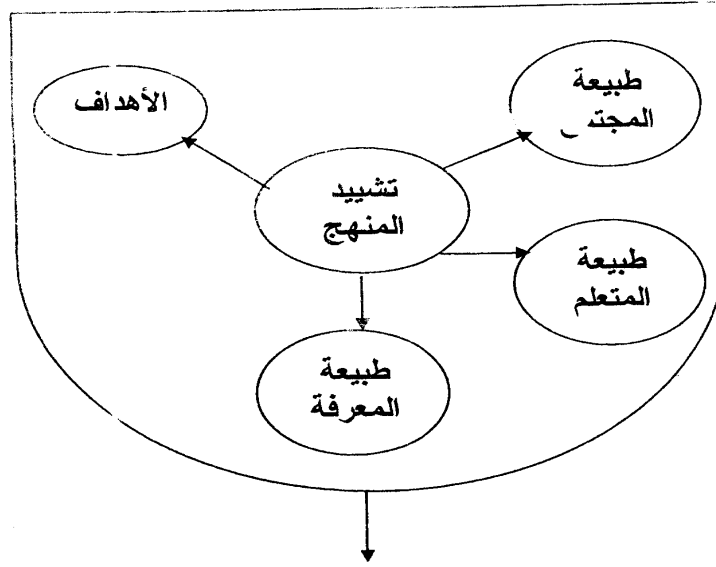 طبيعة
الأهداف
تشييد
المنهج
طبيعة
المتعلم
طبيعة
المعرفة